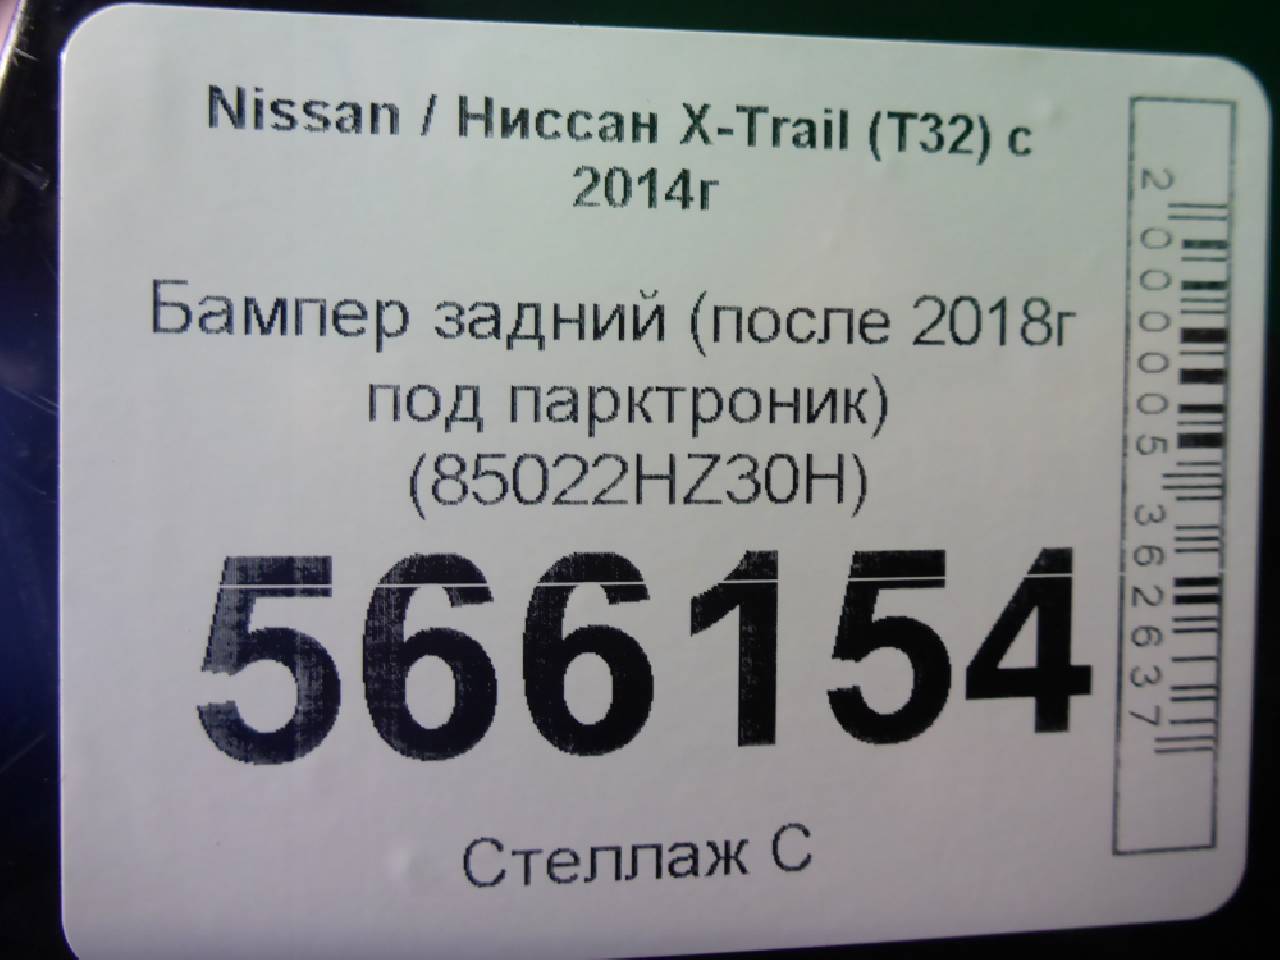 Nissan / Ниссан X-Trail (T32) с
2014г
Бампер задний (после 2018г
под парктроник)
(85022HZ30H)
566154
Стеллаж С
2000005362637